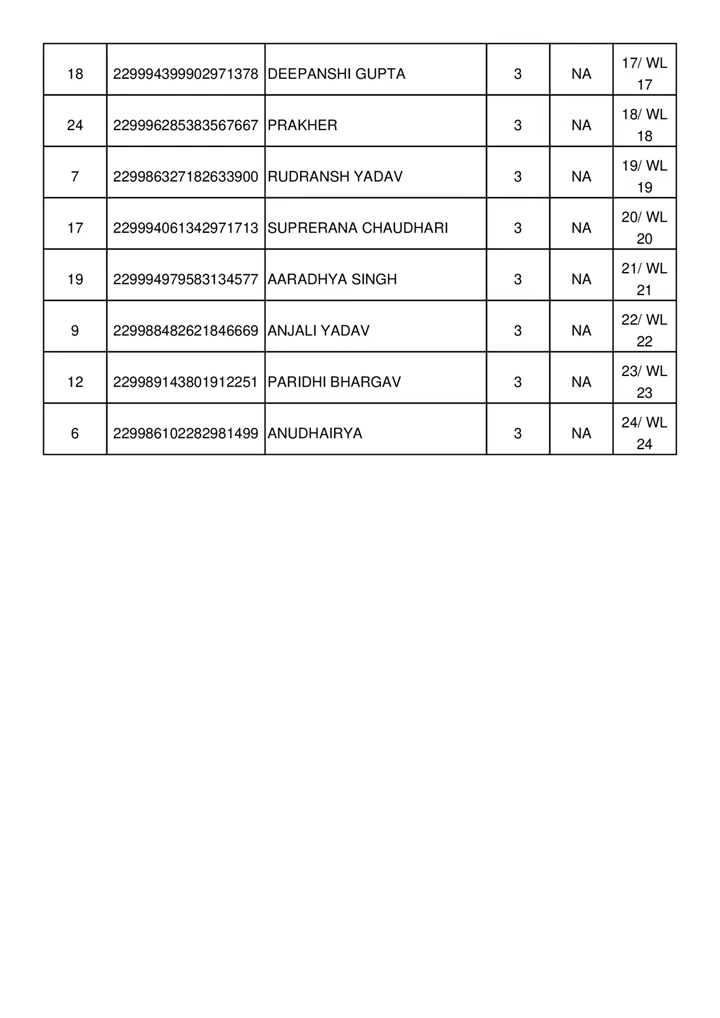 18 229994399902971378 DEEPANSHI GUPTA 3 NA 17/ WL
17
24 229996285383567667 PRAKHER 3 NA 18/ WL
18
7 229986327182633900 RUDRANSH YADAV 3 NA 19/ WL
19
17 229994061342971713 SUPRERANA CHAUDHARI 3 NA 20/ WL
20
19 229994979583134577 AARADHYA SINGH 3 NA 21/ WL
21
9 229988482621846669 ANJALI YADAV 3 NA 22/ WL
22
12 229989143801912251 PARIDHI BHARGAV 3 NA 23/ WL
23
6 229986102282981499 ANUDHAIRYA 3 NA 24/ WL
24